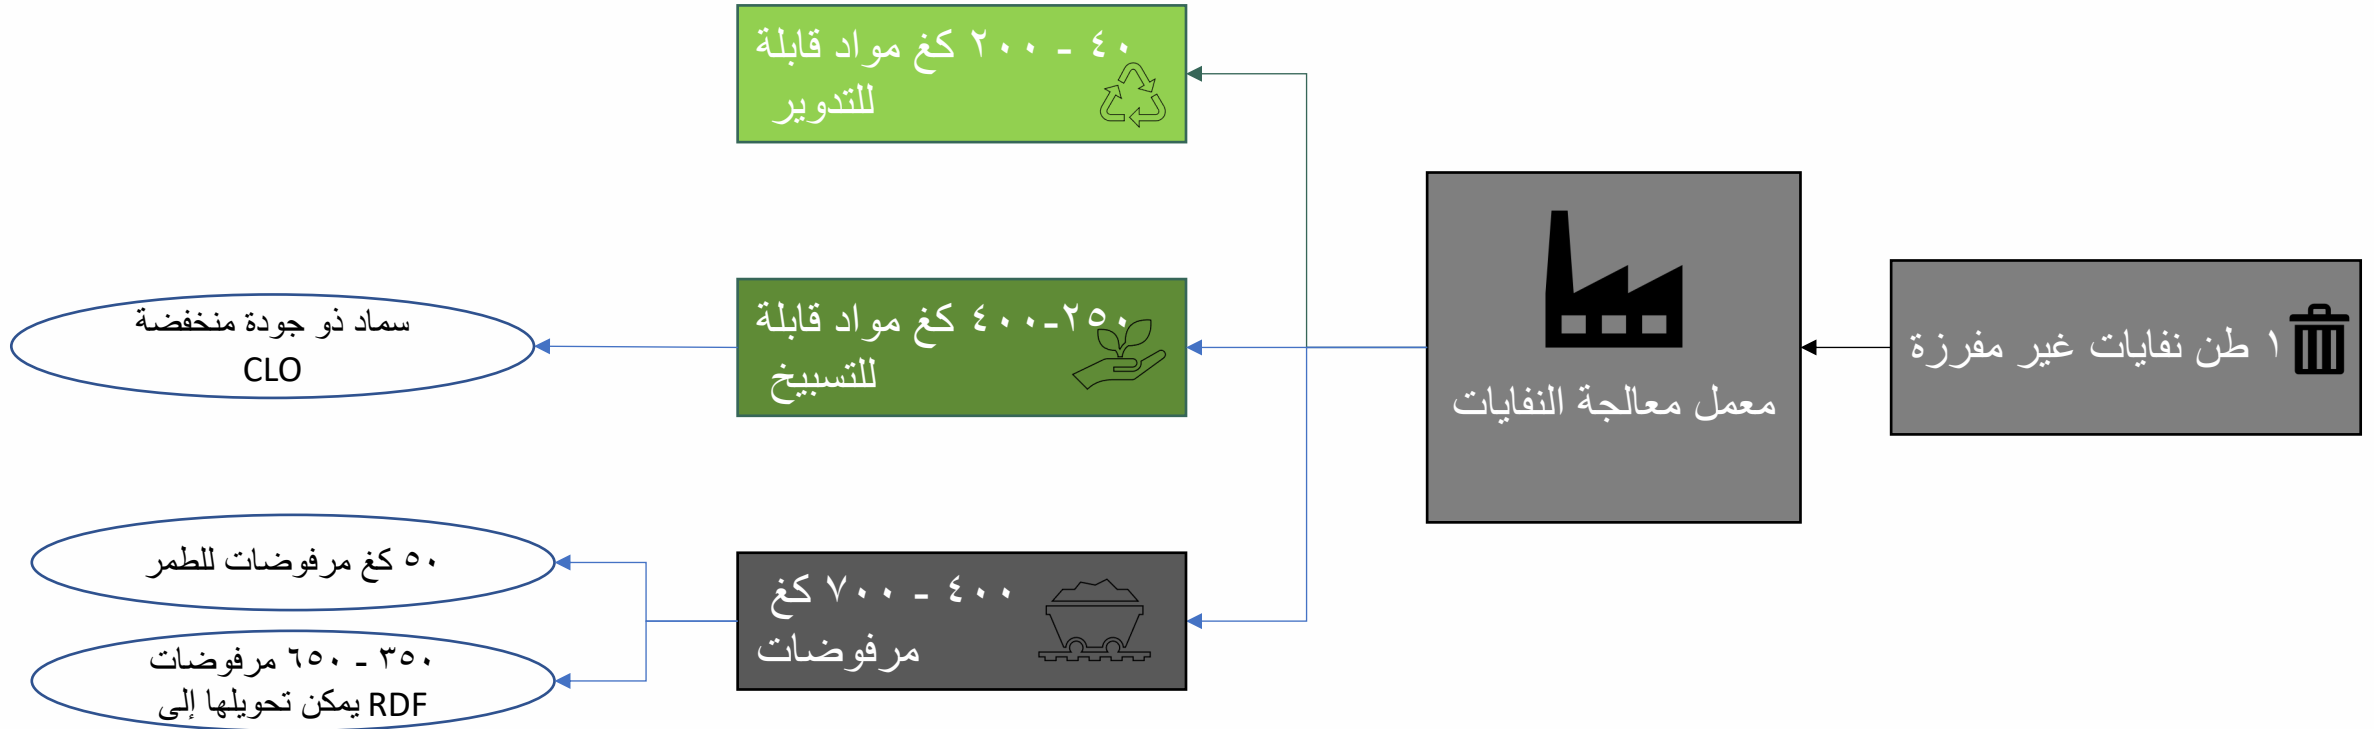 ١ طن نفايات غير مفرزة
معمل معالجة النفايات
٤٠ - ٢٠٠ كغ مواد قابلة
للتدوير
٢٥٠-٤٠٠ كغ مواد قابلة
للتسبيخ
٤٠٠ - ٧٠٠ كغ
مرفوضات
سماد ذو جودة منخفضة
CLO
٥٠ كغ مرفوضات للطمر
٣٥٠ - ٦٥٠ مرفوضات
يمكن تحويلها إلى RDF